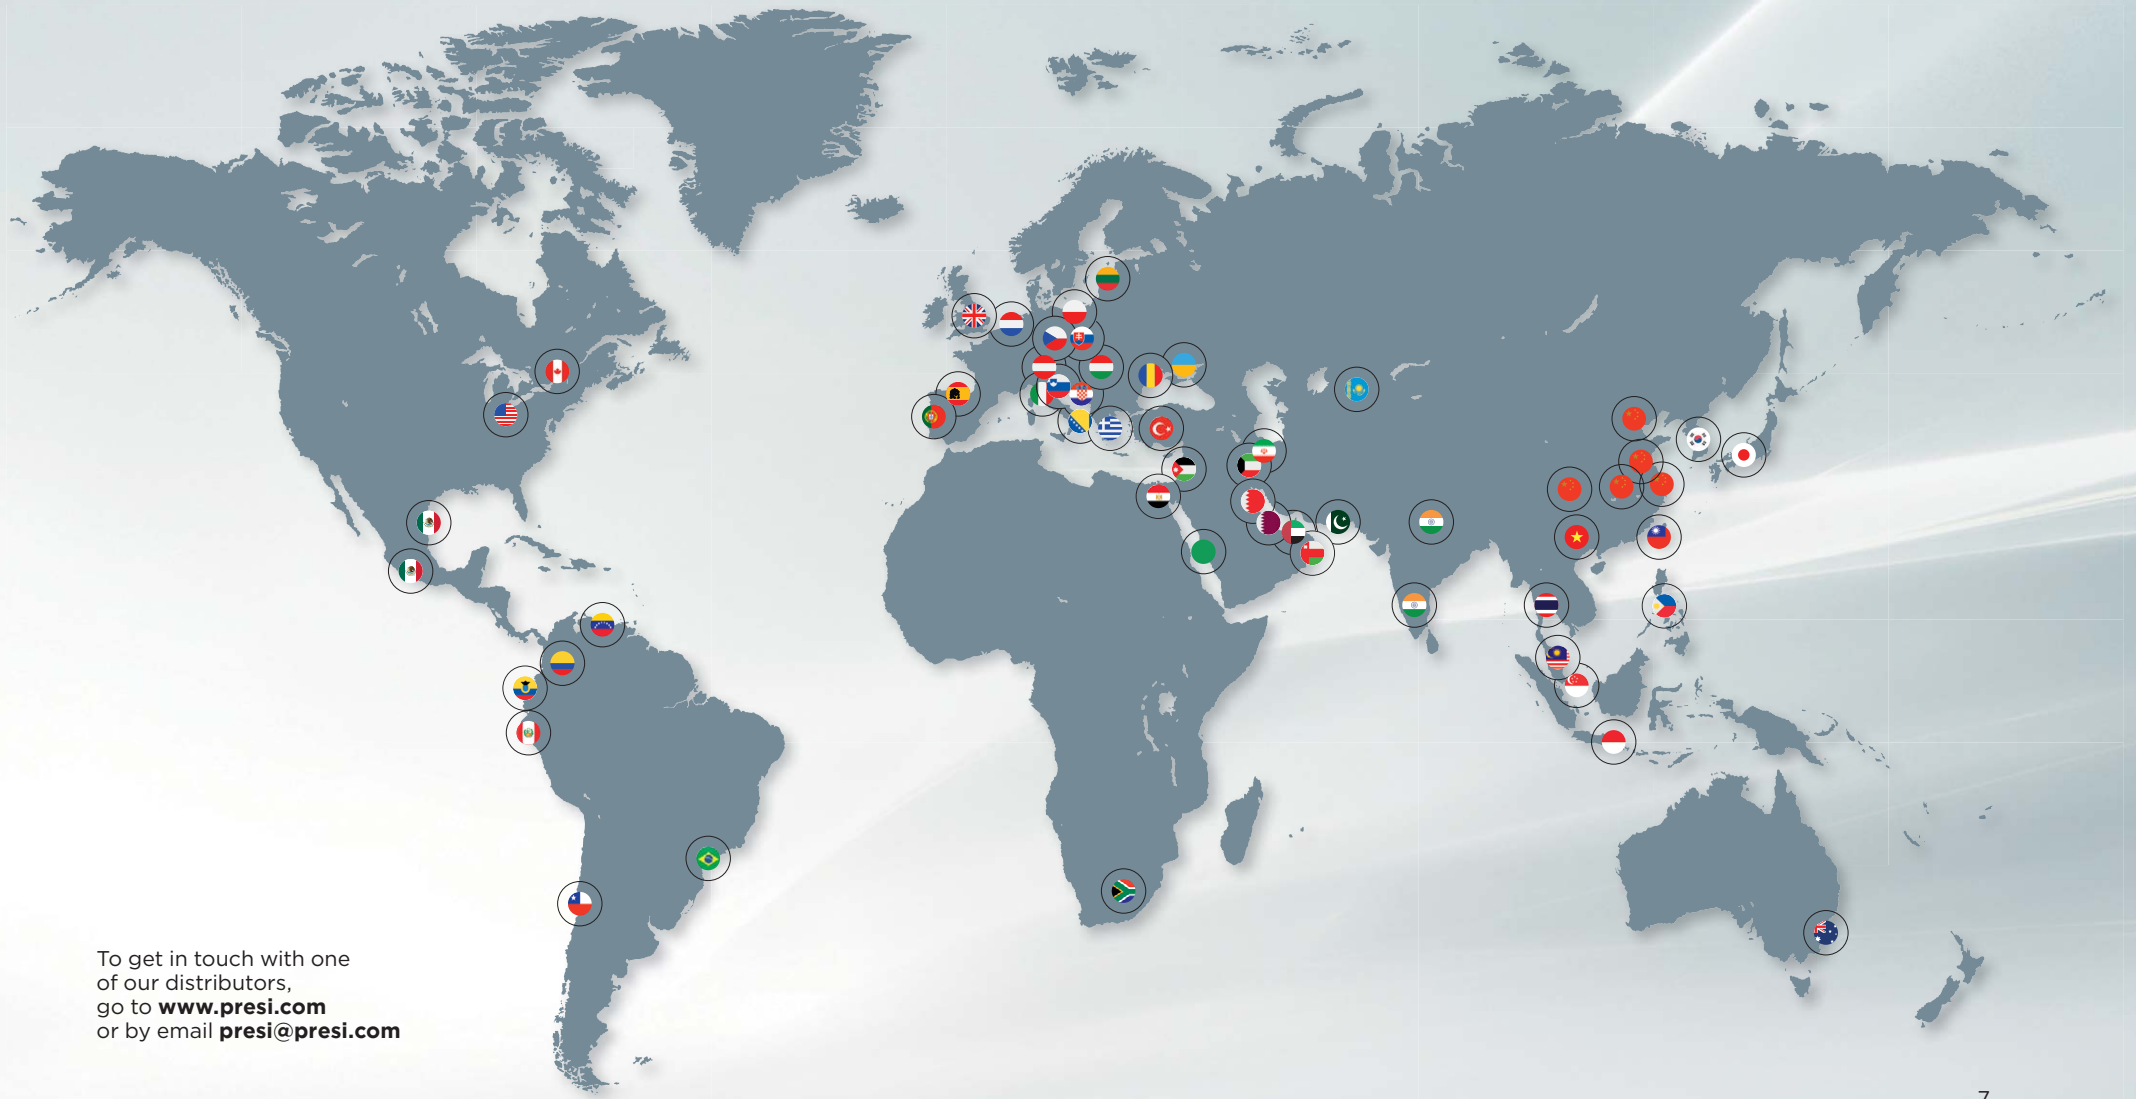 To get in touch with one
of our distributors,
go to www.presi.com
or by email presi@presi.com
7